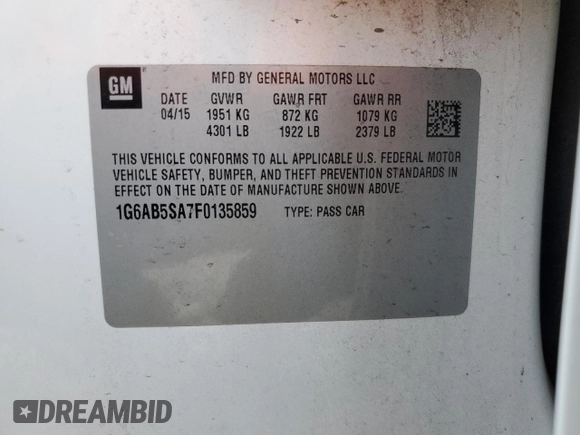 GM
MFD BY GENERAL MOTORS LLC
DATE GVWR GAWR FRT GAWR RR
04/15 1951 KG 872 KG 1079 KG
4301 LB 1922 LB 2379 LB
THIS VEHICLE CONFORMS TO ALL APPLICABLE U.S. FEDERAL MOTOR
VEHICLE SAFETY, BUMPER, AND THEFT PREVENTION STANDARDS IN
EFFECT ON THE DATE OF MANUFACTURE SHOWN ABOVE.
1G6AB5SA7F0135859 TYPE: PASS CAR
DREAMBID